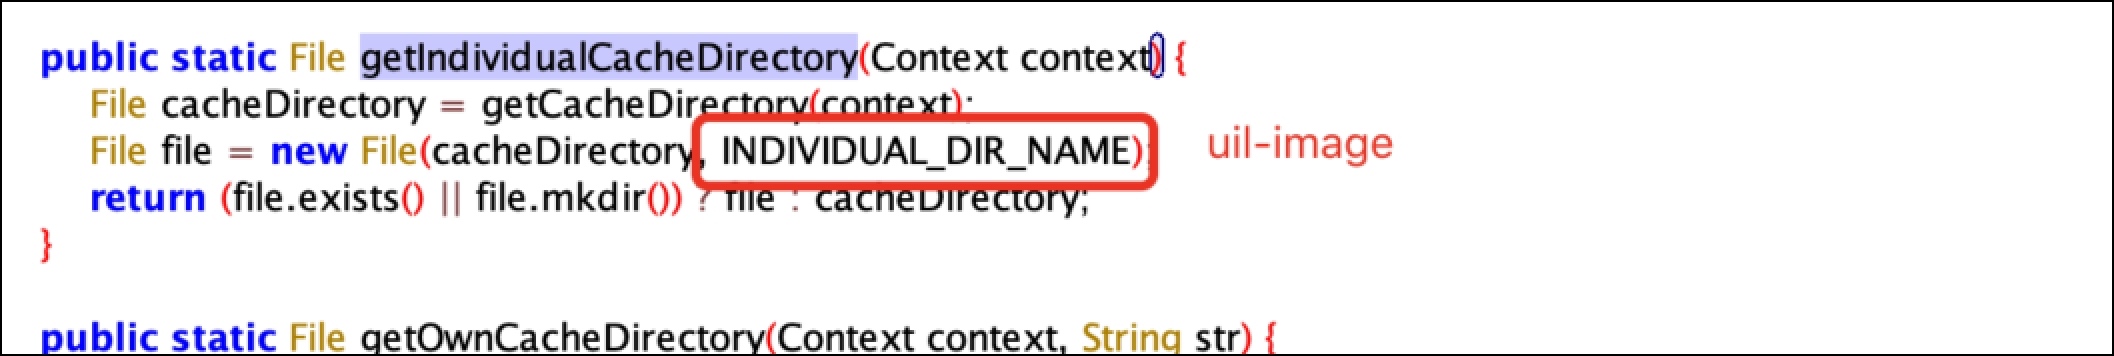 public static File getIndividualCacheDirectory(Context context) {
File cacheDirectory = getCacheDirectory(context);
File file = new File(cacheDirectory, INDIVIDUAL_DIR_NAME);
uil-image
return (file.exists() || file.mkdir()) ? file : cacheDirectory;
}
public static File getOwnCacheDirectory(Context context, String str) {